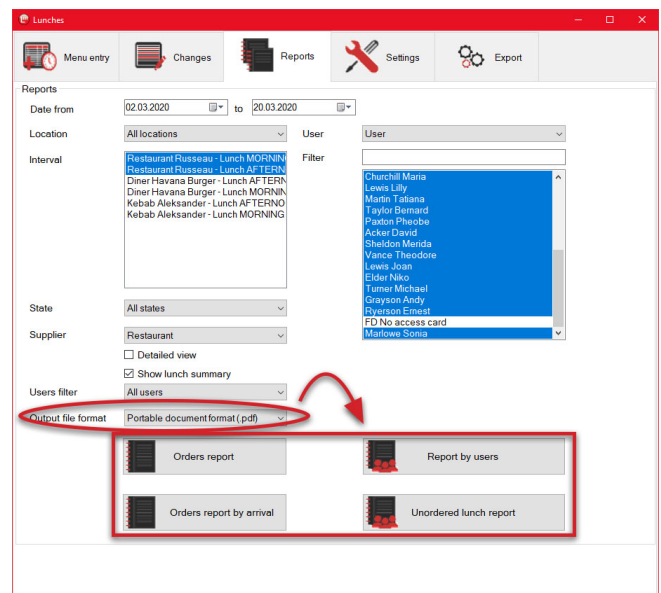 Lunches
Menu entry
Changes
Reports
Settings
Export
Reports
Date from
02.03.2020
to
20.03.2020
Location
All locations
User
User
Interval
Restaurant Russeau - Lunch MORNIN
Restaurant Russeau - Lunch AFTERN
Diner Havana Burger - Lunch AFTERN
Diner Havana Burger - Lunch MORNIN
Kebab Aleksander - Lunch AFTERNO
Kebab Aleksander - Lunch MORNING
Filter
Churchill Maria
Lewis Lilly
Martin Tatiana
Taylor Bernard
Paxton Pheobe
Acker David
Sheldon Merida
Vance Theodore
Lewis Joan
Elder Niko
Turner Michael
Grayson Andy
Ryerson Ernest
FD No access card
Marlowe Sonia
State
All states
Supplier
Restaurant
Detailed view
Show lunch summary
Users filter
All users
Output file format
Portable document format (.pdf)
Orders report
Report by users
Orders report by arrival
Unordered lunch report